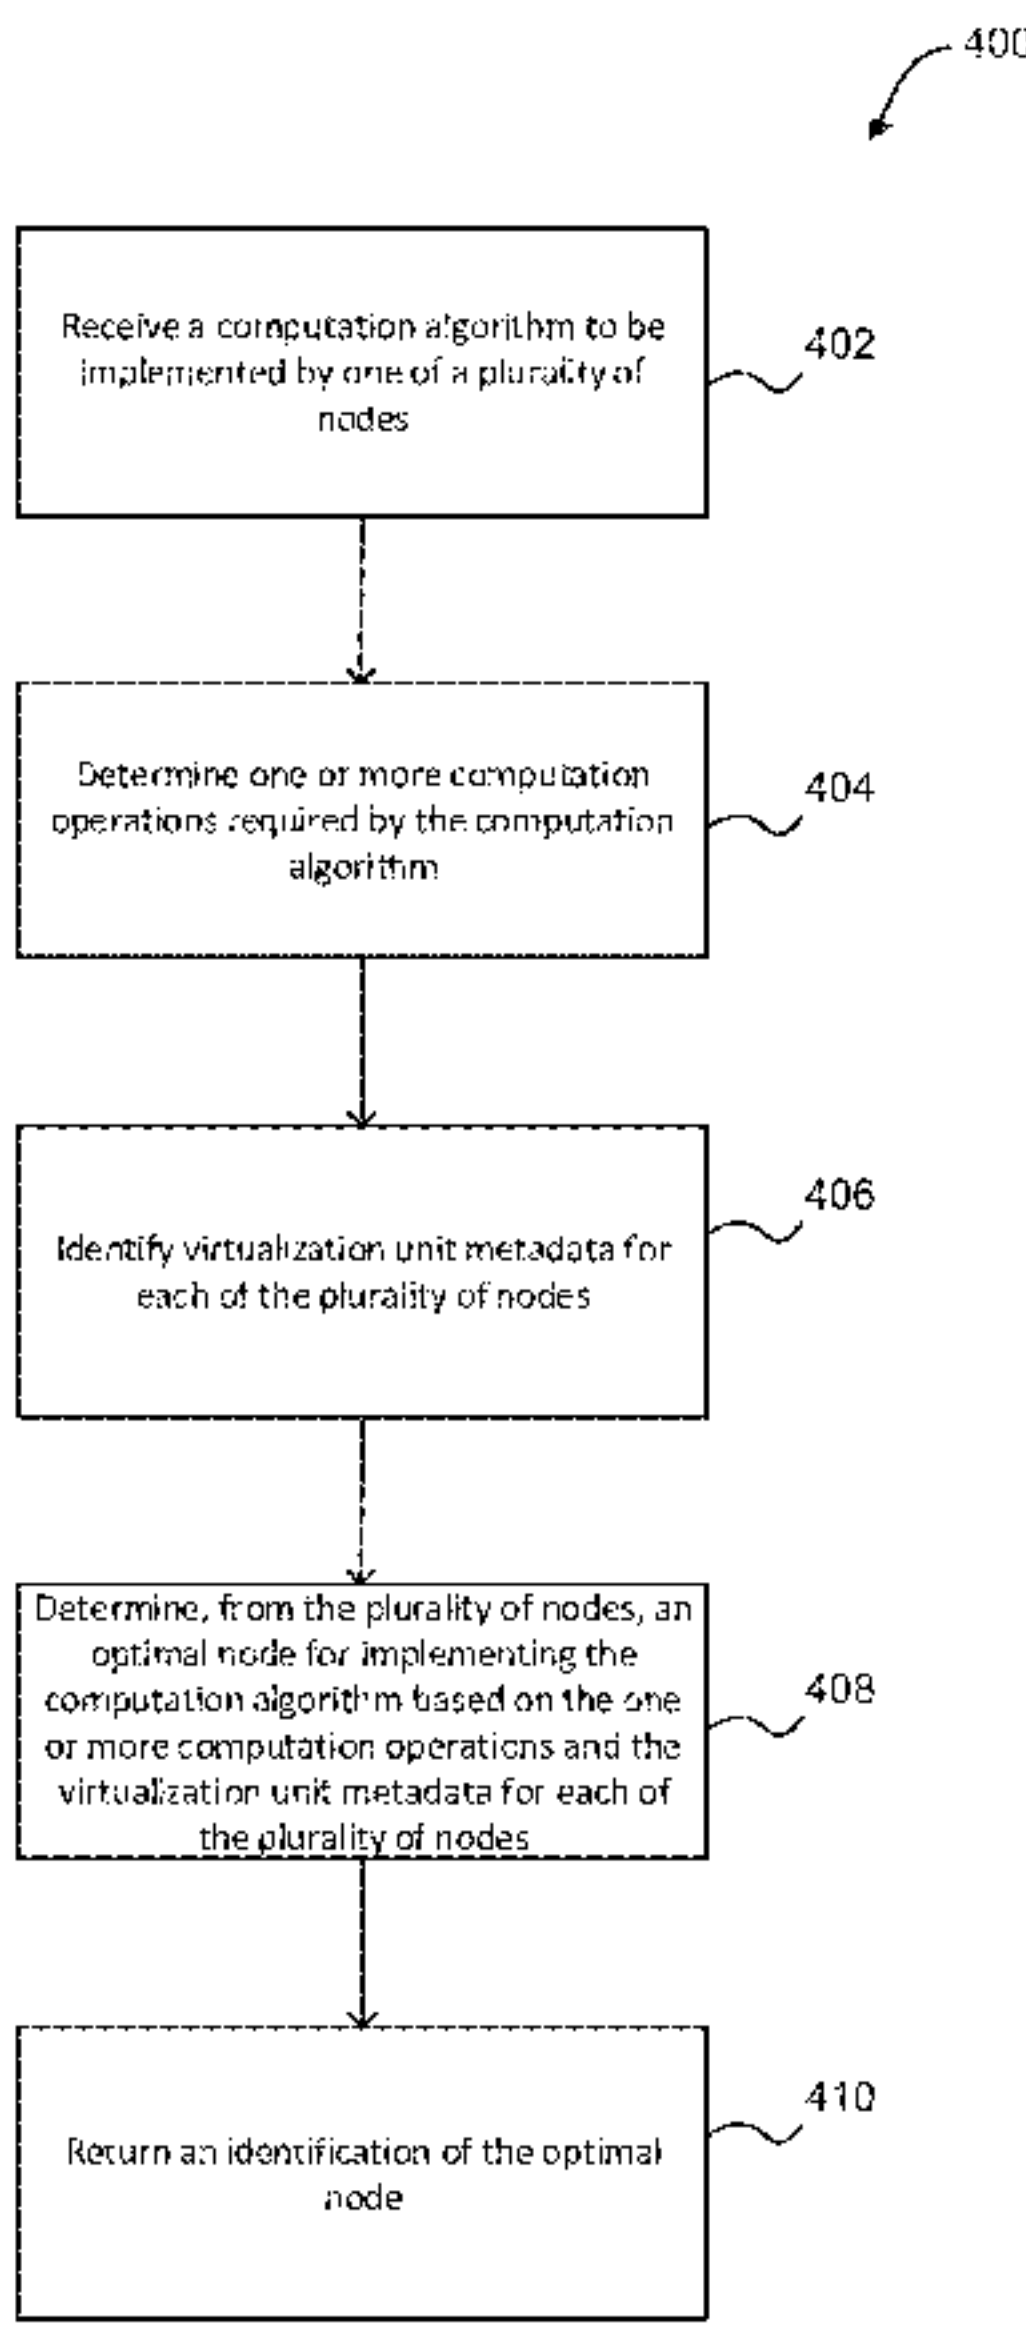 400
Receive a computation algorithm to be
implemented by one of a plurality of
nodes
402
Determine one or more computation
operations required by the computation
algorithm
404
Identify virtualization unit metadata for
each of the plurality of nodes
406
Determine, from the plurality of nodes, an
optimal node for implementing the
computation algorithm based on the one
or more computation operations and the
virtualization unit metadata for each of
the plurality of nodes
408
Return an identification of the optimal
node
410